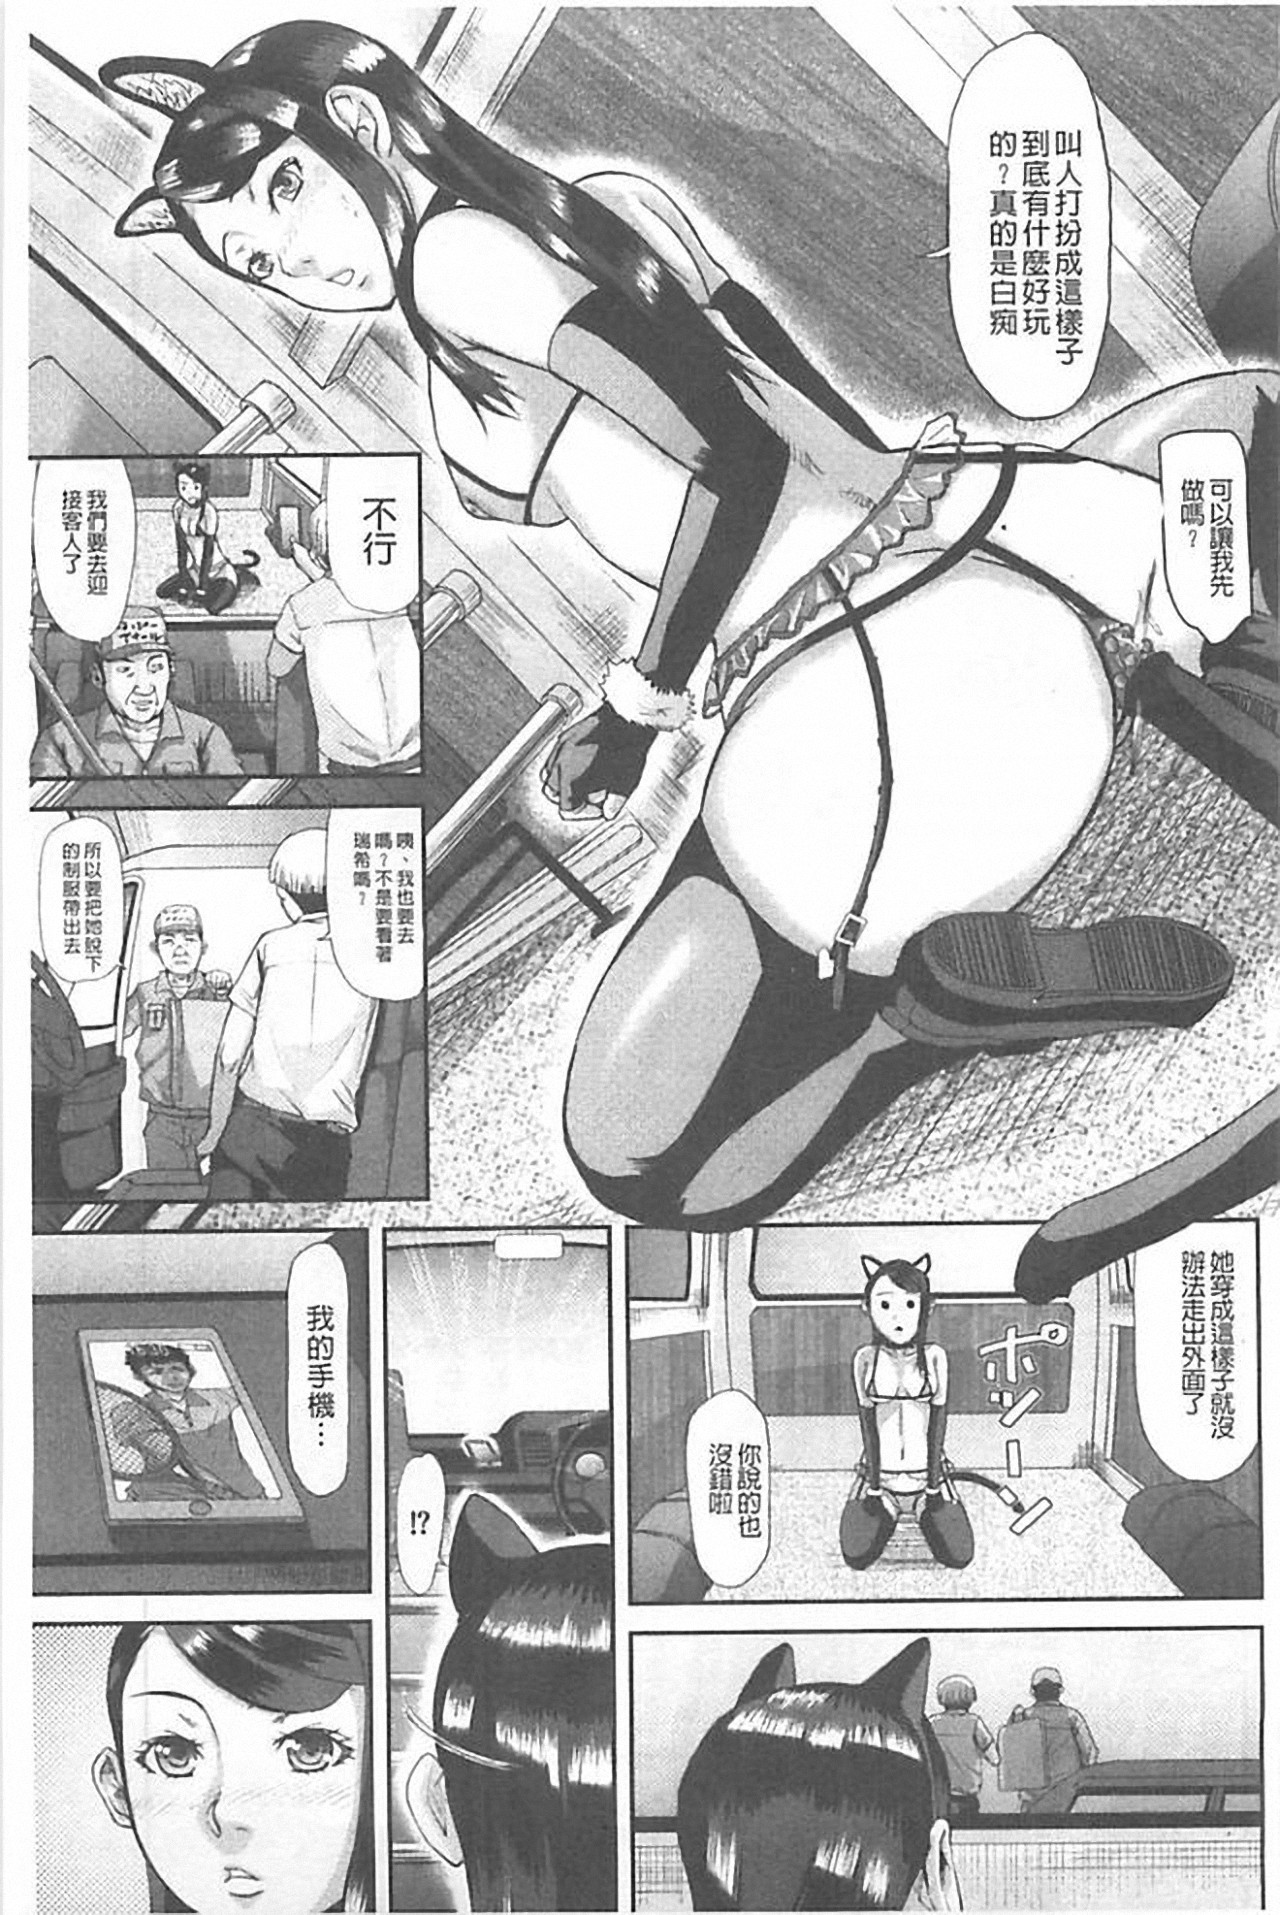 叫人打扮成這樣子
到底有什麼好玩
的？真的是白痴
可以讓我先
做嗎？
不行
我們要去迎
接客人了
咦、我也要去
嗎？不是要看著
瑞希嗎？
所以要把她脫下
的制服帶出去
她穿成這樣子就沒
辦法走出外面了
ポツーン
你說的也
沒錯啦
!?
我的手機…